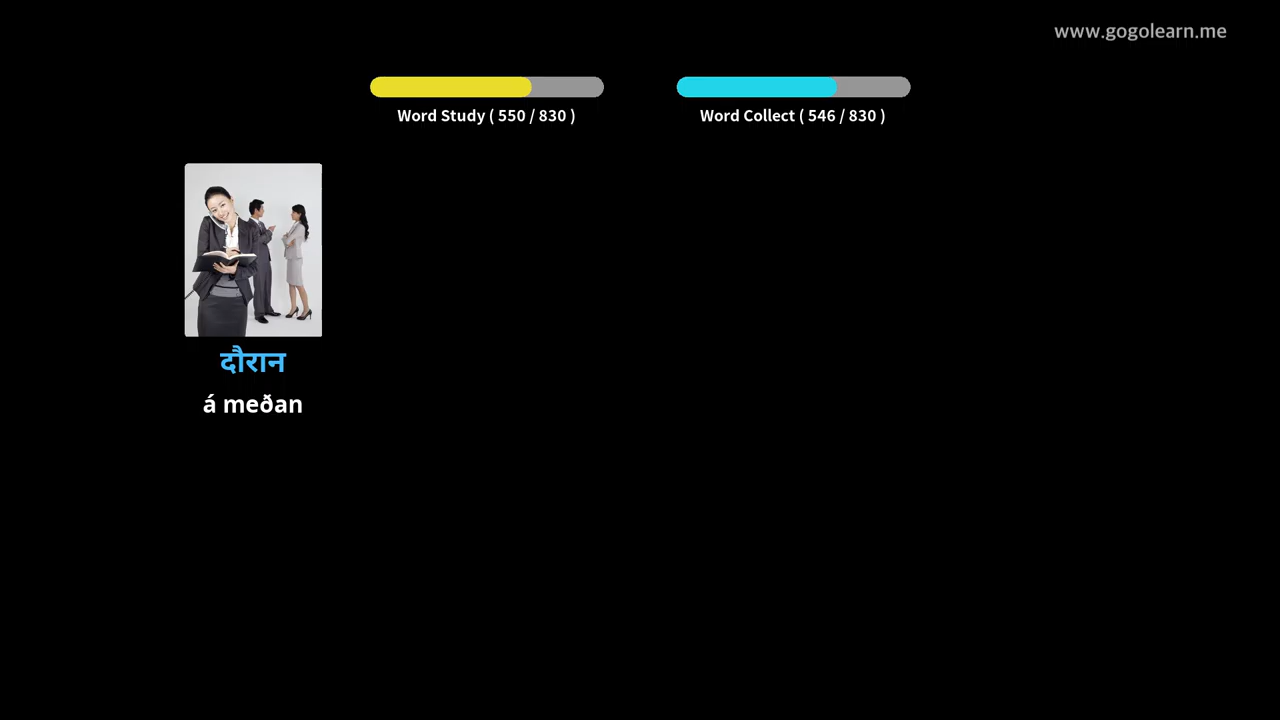 www.gogolearn.me
Word Study ( 550 / 830 )
Word Collect ( 546 / 830 )
दौरान
á meðan